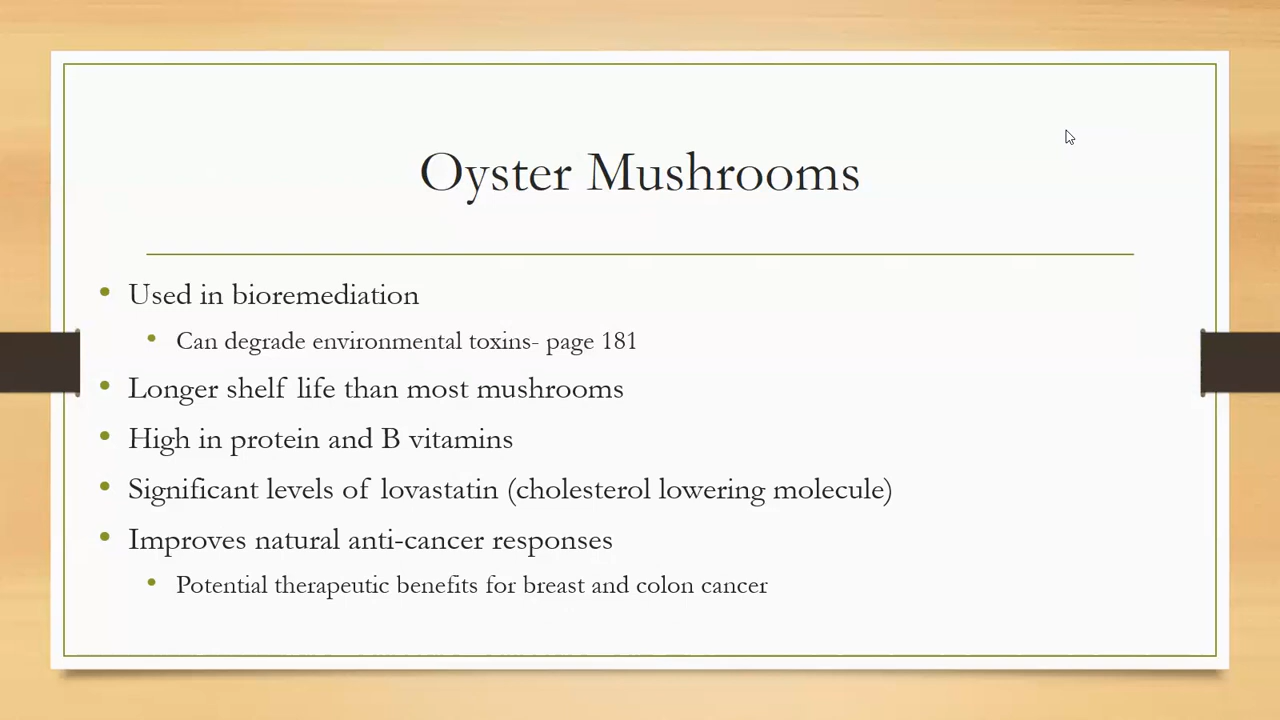 Oyster Mushrooms
Used in bioremediation
Can degrade environmental toxins- page 181
Longer shelf life than most mushrooms
High in protein and B vitamins
Significant levels of lovastatin (cholesterol lowering molecule)
Improves natural anti-cancer responses
Potential therapeutic benefits for breast and colon cancer